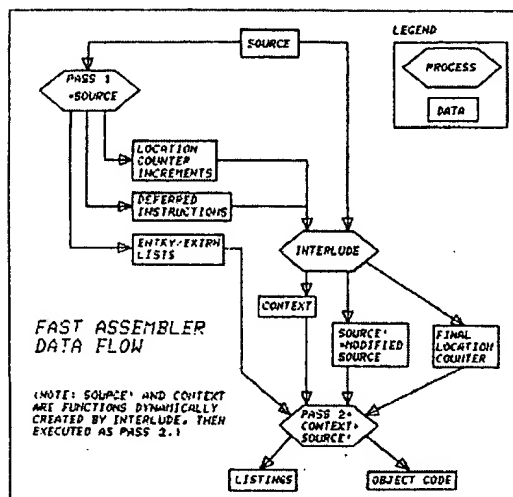 SOURCE
LEGEND
PROCESS
DATA
PASS 1
=SOURCE
LOCATION
COUNTER
INCREMENTS
DEFERRED
INSTRUCTIONS
ENTRY/EXTRN
LISTS
INTERLUDE
CONTEXT
SOURCE'
=MODIFIED
SOURCE
FINAL
LOCATION
COUNTER
FAST ASSEMBLER
DATA FLOW
(NOTE: SOURCE' AND CONTEXT
ARE FUNCTIONS DYNAMICALLY
CREATED BY INTERLUDE, THEN
EXECUTED AS PASS 2.)
PASS 2=
CONTEXT+
SOURCE'
LISTINGS
OBJECT CODE